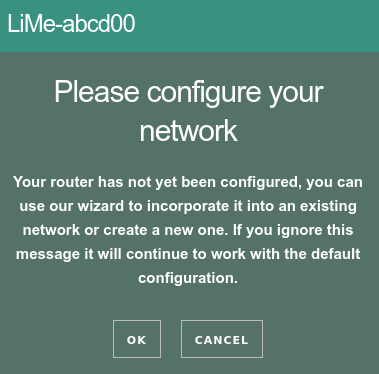 LiMe-abcd00
Please configure your
network
Your router has not yet been configured, you can
use our wizard to incorporate it into an existing
network or create a new one. If you ignore this
message it will continue to work with the default
configuration.
OK
CANCEL